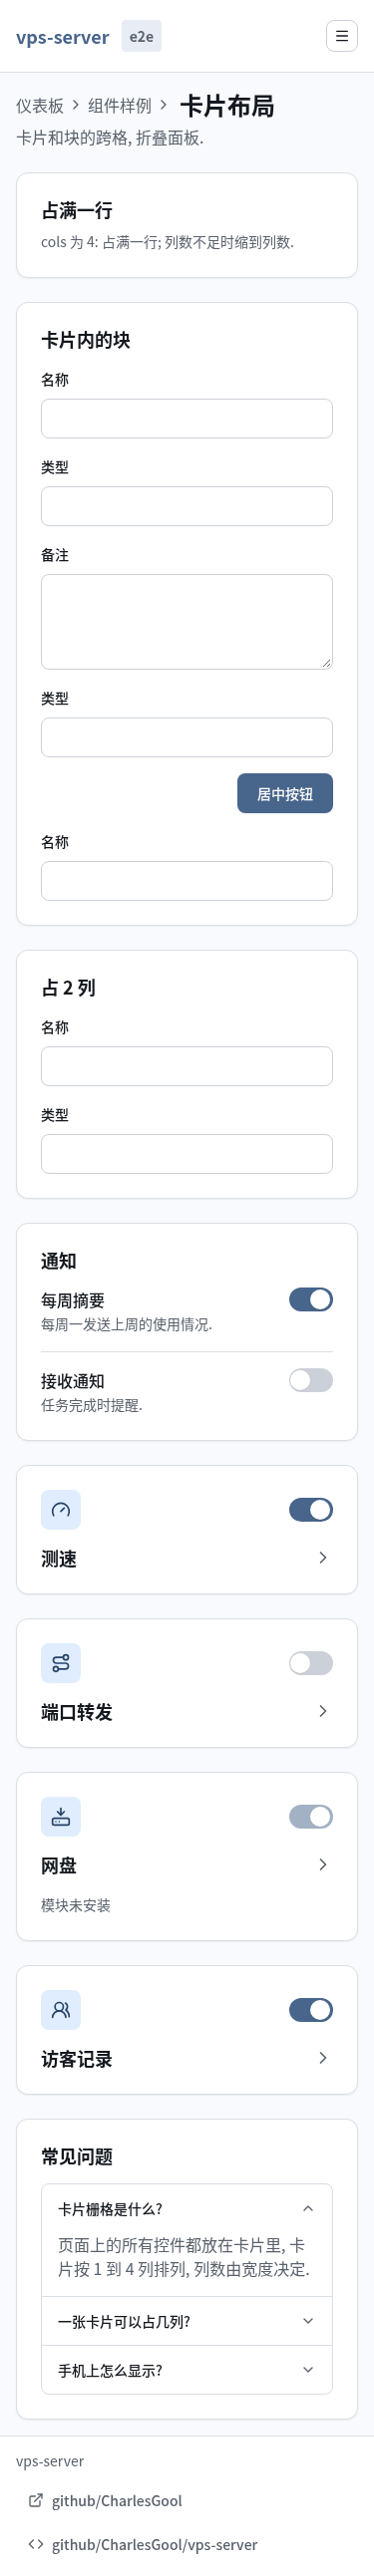 vps-server e2e
仪表板 > 组件样例 > 卡片布局
卡片和块的跨格, 折叠面板.
占满一行
cols 为 4: 占满一行; 列数不足时缩到列数.
卡片内的块
名称
类型
备注
类型
居中按钮
名称
占 2 列
名称
类型
通知
每周摘要
每周一发送上周的使用情况.
接收通知
任务完成时提醒.
测速
端口转发
网盘
模块未安装
访客记录
常见问题
卡片栅格是什么?
页面上的所有控件都放在卡片里, 卡
片按 1 到 4 列排列, 列数由宽度决定.
一张卡片可以占几列?
手机上怎么显示?
vps-server
github/CharlesGool
github/CharlesGool/vps-server